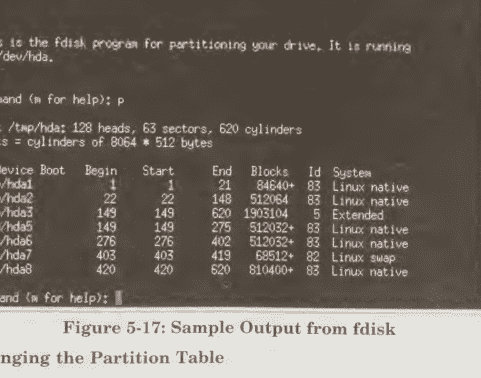 s is the fdisk program for partitioning your drive. It is running
/dev/hda.
mand (m for help): p
: /tmp/hda: 128 heads, 63 sectors, 620 cylinders
ts = cylinders of 8064 * 512 bytes
evice Boot Begin Start End Blocks Id System
/hda1 1 1 21 84640+ 83 Linux native
/hda2 22 22 148 512064 83 Linux native
/hda3 149 149 620 1903104 5 Extended
/hda5 149 149 275 512032+ 83 Linux native
/hda6 276 276 402 512032+ 83 Linux native
/hda7 403 403 419 68512+ 82 Linux swap
/hda8 420 420 620 810400+ 83 Linux native
and (m for help):
Figure 5-17: Sample Output from fdisk
nging the Partition Table